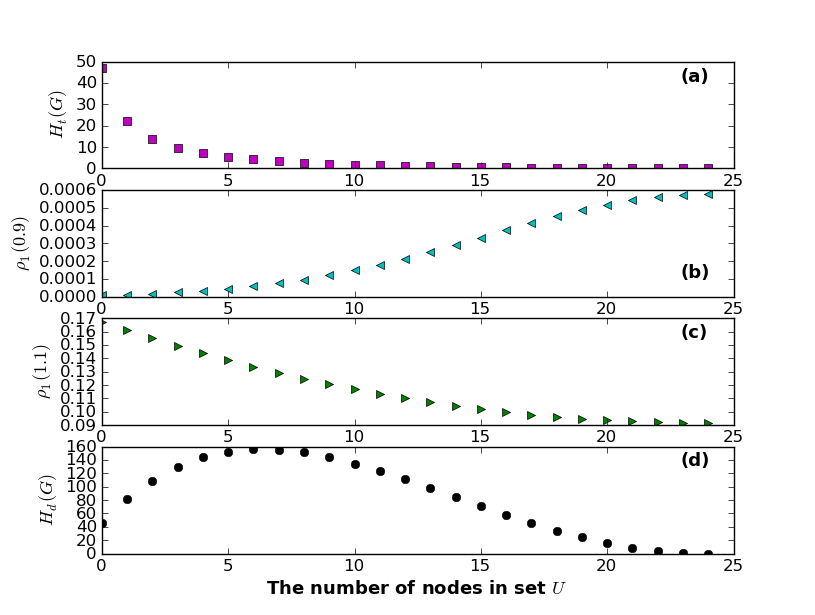 50
40
30
20
10
0
H_t(G)
(a)
0 5 10 15 20 25
0.0006
0.0005
0.0004
0.0003
0.0002
0.0001
0.0000
ρ_1(0.9)
(b)
0 5 10 15 20 25
0.17
0.16
0.15
0.14
0.13
0.12
0.11
0.10
0.09
ρ_1(1.1)
(c)
0 5 10 15 20 25
160
140
120
100
80
60
40
20
0
H_d(G)
(d)
0 5 10 15 20 25
The number of nodes in set U